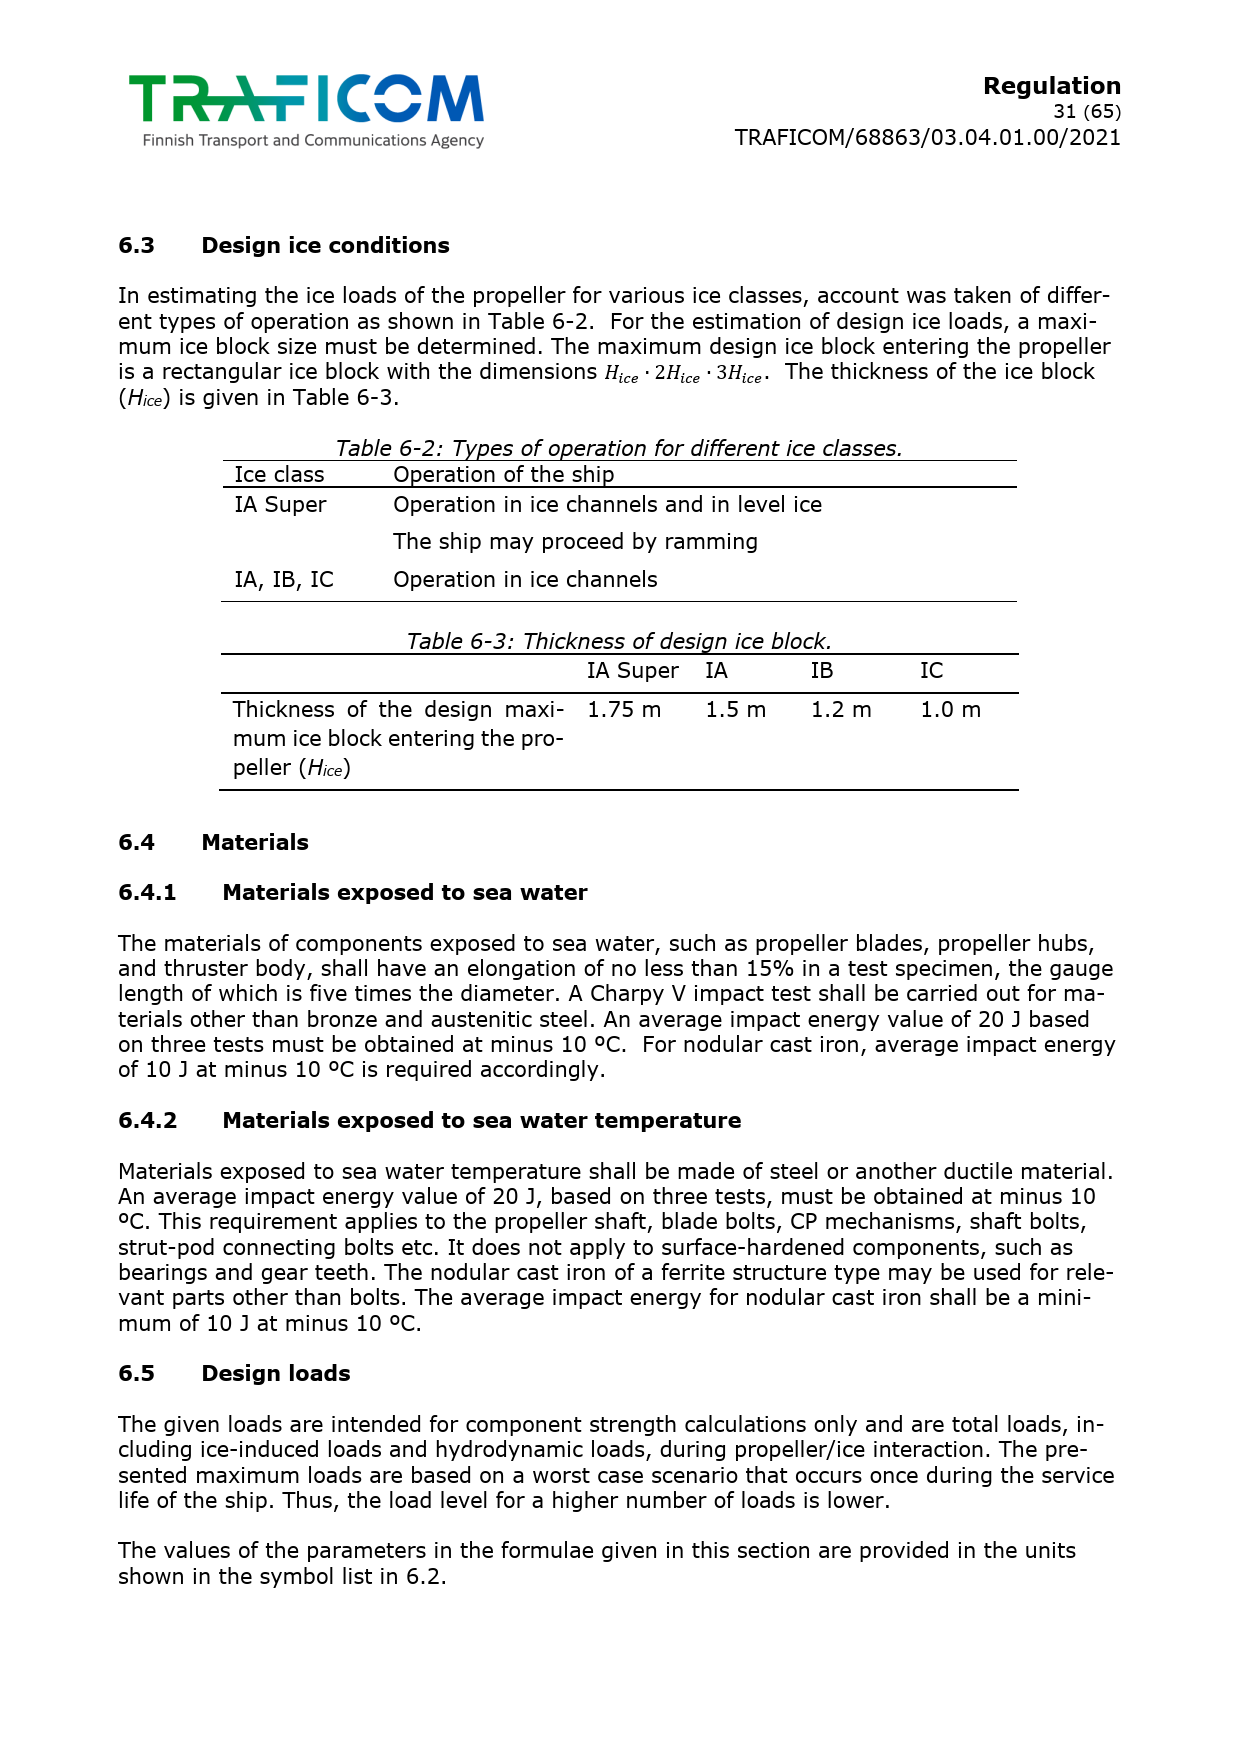 TRAFICOM
Finnish Transport and Communications Agency
Regulation
31 (65)
TRAFICOM/68863/03.04.01.00/2021
6.3 Design ice conditions
In estimating the ice loads of the propeller for various ice classes, account was taken of differ-
ent types of operation as shown in Table 6-2. For the estimation of design ice loads, a maxi-
mum ice block size must be determined. The maximum design ice block entering the propeller
is a rectangular ice block with the dimensions H_ice · 2H_ice · 3H_ice. The thickness of the ice block
(Hice) is given in Table 6-3.
Table 6-2: Types of operation for different ice classes.
Ice class Operation of the ship
IA Super Operation in ice channels and in level ice
The ship may proceed by ramming
IA, IB, IC Operation in ice channels
Table 6-3: Thickness of design ice block.
IA Super IA IB IC
Thickness of the design maxi- 1.75 m 1.5 m 1.2 m 1.0 m
mum ice block entering the pro-
peller (Hice)
6.4 Materials
6.4.1 Materials exposed to sea water
The materials of components exposed to sea water, such as propeller blades, propeller hubs,
and thruster body, shall have an elongation of no less than 15% in a test specimen, the gauge
length of which is five times the diameter. A Charpy V impact test shall be carried out for ma-
terials other than bronze and austenitic steel. An average impact energy value of 20 J based
on three tests must be obtained at minus 10 ºC. For nodular cast iron, average impact energy
of 10 J at minus 10 ºC is required accordingly.
6.4.2 Materials exposed to sea water temperature
Materials exposed to sea water temperature shall be made of steel or another ductile material.
An average impact energy value of 20 J, based on three tests, must be obtained at minus 10
ºC. This requirement applies to the propeller shaft, blade bolts, CP mechanisms, shaft bolts,
strut-pod connecting bolts etc. It does not apply to surface-hardened components, such as
bearings and gear teeth. The nodular cast iron of a ferrite structure type may be used for rele-
vant parts other than bolts. The average impact energy for nodular cast iron shall be a mini-
mum of 10 J at minus 10 ºC.
6.5 Design loads
The given loads are intended for component strength calculations only and are total loads, in-
cluding ice-induced loads and hydrodynamic loads, during propeller/ice interaction. The pre-
sented maximum loads are based on a worst case scenario that occurs once during the service
life of the ship. Thus, the load level for a higher number of loads is lower.
The values of the parameters in the formulae given in this section are provided in the units
shown in the symbol list in 6.2.